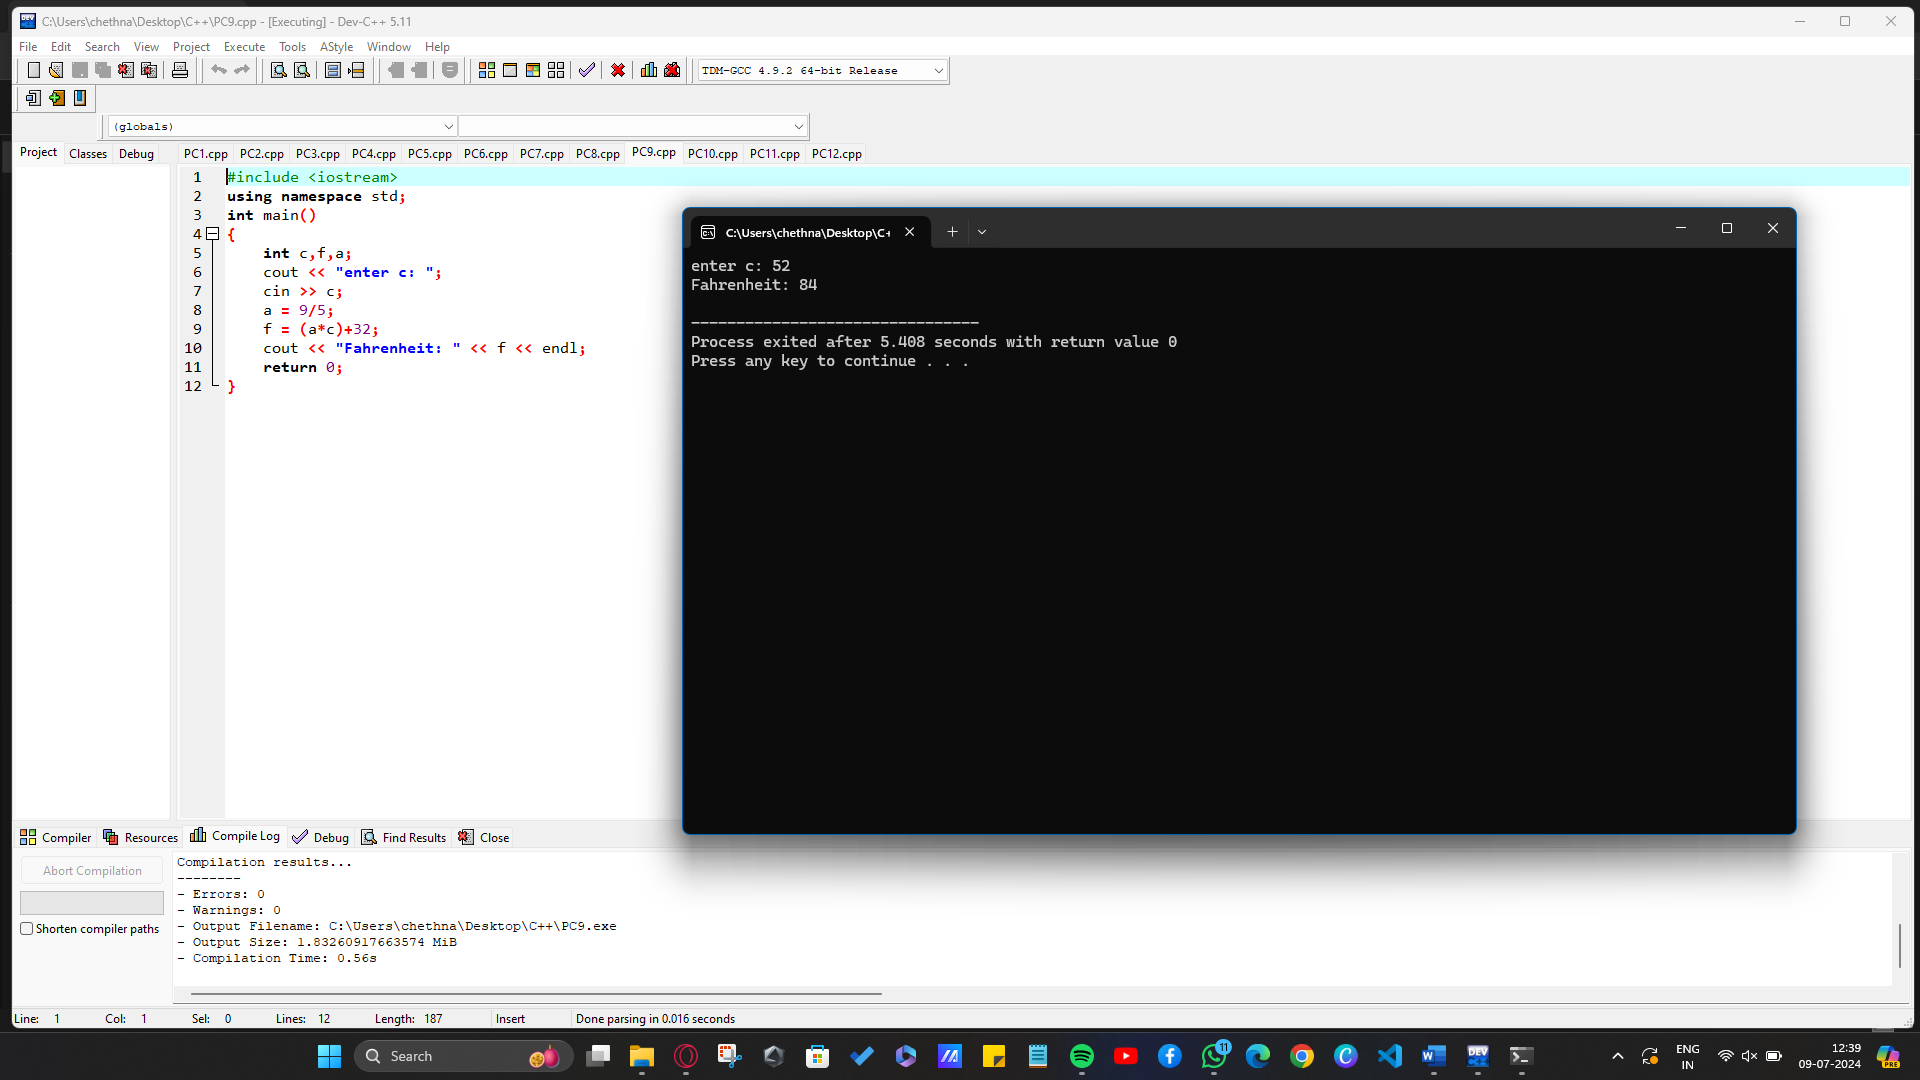 C:\Users\chethna\Desktop\C++\PC9.cpp - [Executing] - Dev-C++ 5.11
File Edit Search View Project Execute Tools AStyle Window Help
TDM-GCC 4.9.2 64-bit Release
(globals)
Project Classes Debug PC1.cpp PC2.cpp PC3.cpp PC4.cpp PC5.cpp PC6.cpp PC7.cpp PC8.cpp PC9.cpp PC10.cpp PC11.cpp PC12.cpp
1 #include <iostream>
2 using namespace std;
3 int main()
4 {
5 int c,f,a;
6 cout << "enter c: ";
7 cin >> c;
8 a = 9/5;
9 f = (a*c)+32;
10 cout << "Fahrenheit: " << f << endl;
11 return 0;
12 }
C:\Users\chethna\Desktop\C+
enter c: 52
Fahrenheit: 84
--------------------------------
Process exited after 5.408 seconds with return value 0
Press any key to continue . . .
Compiler Resources Compile Log Debug Find Results Close
Abort Compilation
Shorten compiler paths
Compilation results...
--------
- Errors: 0
- Warnings: 0
- Output Filename: C:\Users\chethna\Desktop\C++\PC9.exe
- Output Size: 1.83260917663574 MiB
- Compilation Time: 0.56s
Line: 1 Col: 1 Sel: 0 Lines: 12 Length: 187 Insert Done parsing in 0.016 seconds
Search
DEV
11
ENG
IN
12:39
09-07-2024
PRE